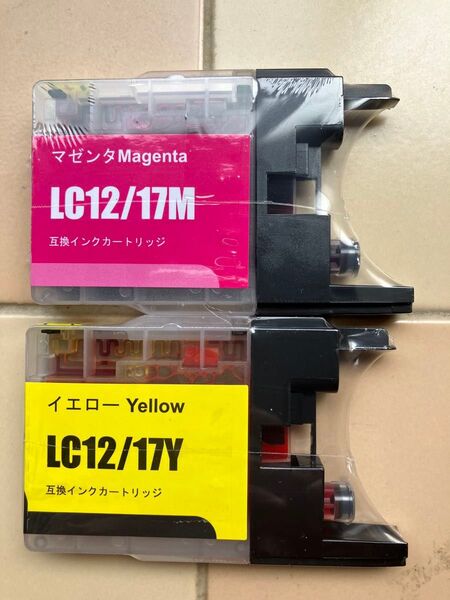 マゼンタMagenta
LC12/17M
互換インクカートリッジ
イエロー Yellow
LC12/17Y
互換インクカートリッジ